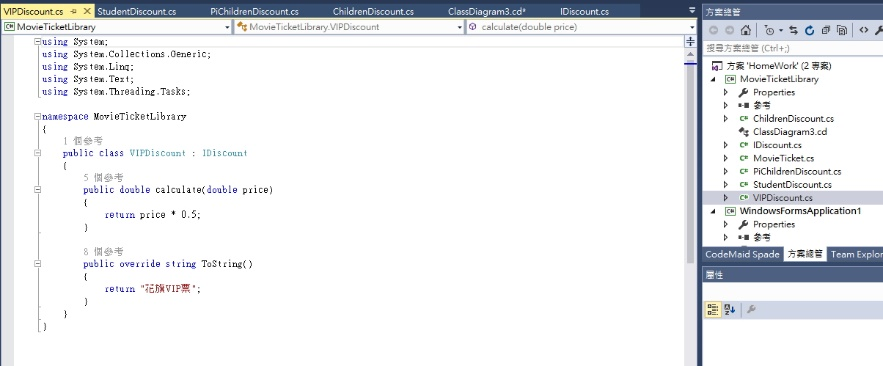 VIPDiscount.cs
StudentDiscount.cs
PiChildrenDiscount.cs
ChildrenDiscount.cs
ClassDiagram3.cd*
IDiscount.cs
MovieTicketLibrary
MovieTicketLibrary.VIPDiscount
calculate(double price)
using System;
using System.Collections.Generic;
using System.Linq;
using System.Text;
using System.Threading.Tasks;
namespace MovieTicketLibrary
{
1 個參考
public class VIPDiscount : IDiscount
{
5 個參考
public double calculate(double price)
{
return price * 0.5;
}
8 個參考
public override string ToString()
{
return "花旗VIP票";
}
}
}
方案總管
搜尋方案總管 (Ctrl+;)
方案 'HomeWork' (2 專案)
MovieTicketLibrary
Properties
參考
ChildrenDiscount.cs
ClassDiagram3.cd
IDiscount.cs
MovieTicket.cs
PiChildrenDiscount.cs
StudentDiscount.cs
VIPDiscount.cs
WindowsFormsApplication1
Properties
參考
CodeMaid Spade
方案總管
Team Explor
屬性